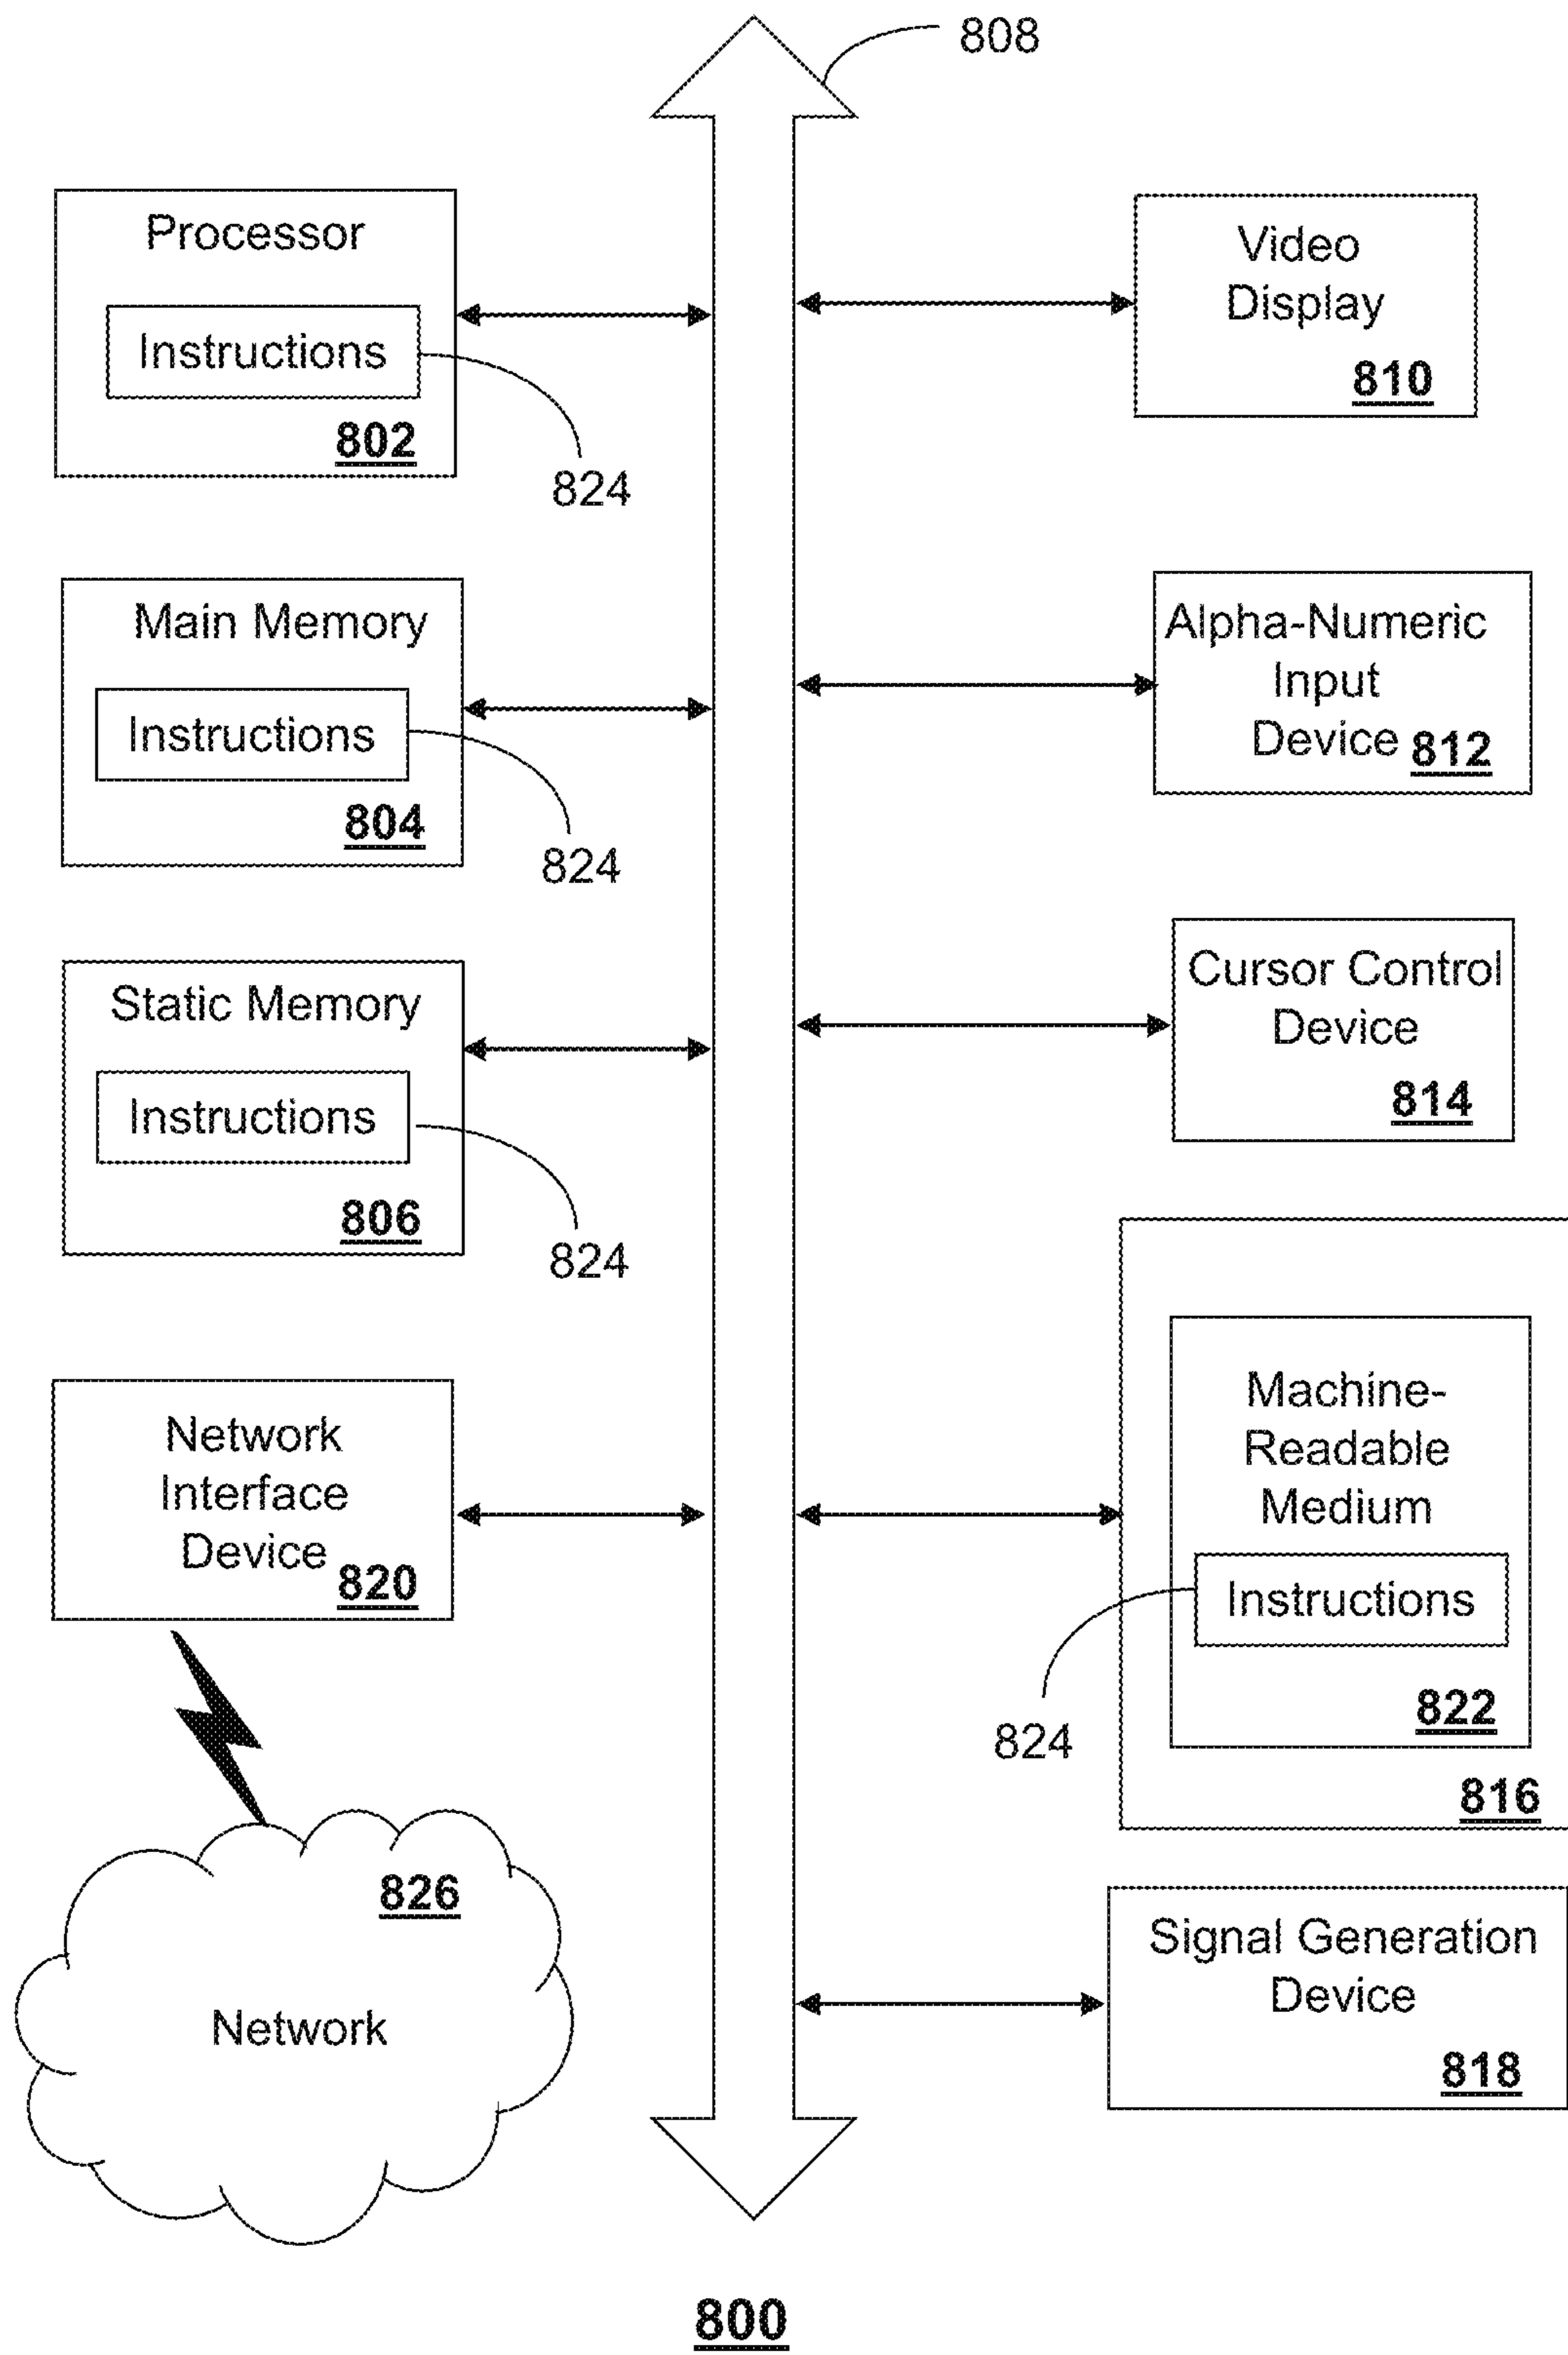 808
Processor
Instructions
802
824
Main Memory
Instructions
804
824
Static Memory
Instructions
806
824
Network
Interface
Device
820
826
Network
Video
Display
810
Alpha-Numeric
Input
Device 812
Cursor Control
Device
814
Machine-
Readable
Medium
Instructions
822
824
816
Signal Generation
Device
818
800